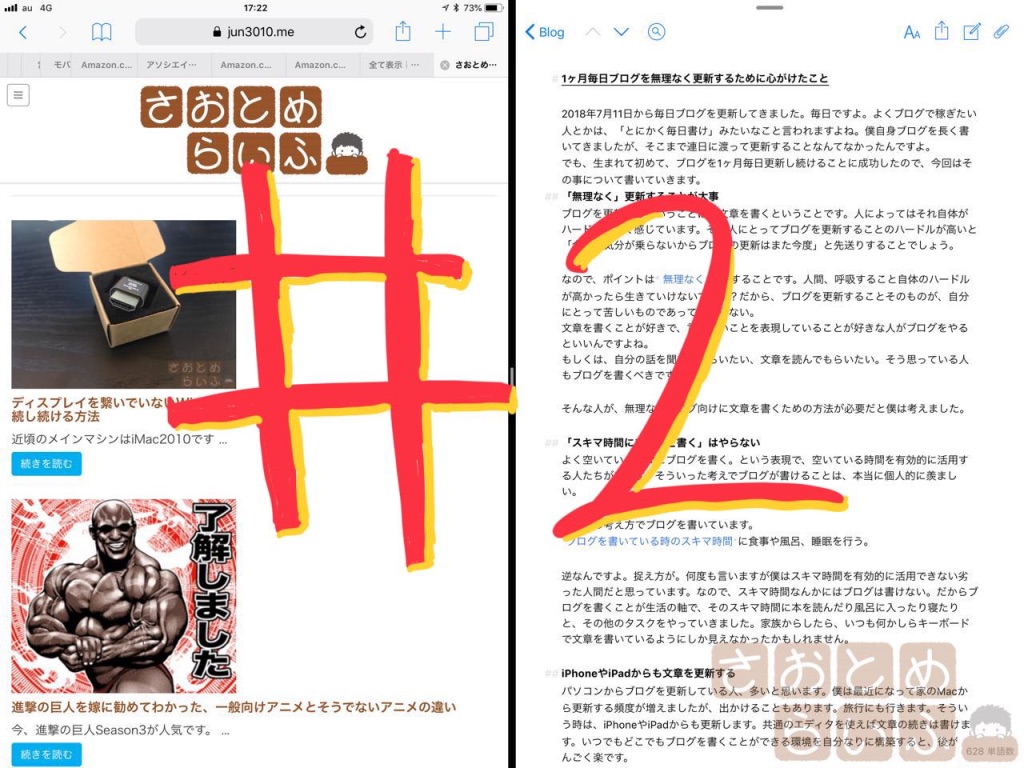 au 4G 17:22 73%
jun3010.me
モバ Amazon.c... アソシエイ… Amazon.c... Amazon.c... 全て表示｜… さおとめ…
さおとめ
らいふ
ディスプレイを繋いでいない
続し続ける方法
近頃のメインマシンはiMac2010です ...
続きを読む
さおとめ
らいふ
了解しました
進撃の巨人を嫁に勧めてわかった、一般向けアニメとそうでないアニメの違い
今、進撃の巨人Season3が人気です。 ...
続きを読む
#2
Blog
AA
# 1ヶ月毎日ブログを無理なく更新するために心がけたこと
2018年7月11日から毎日ブログを更新してきました。毎日ですよ。よくブログで稼ぎたい
人とかは、「とにかく毎日書け」みたいなこと言われますよね。僕自身ブログを長く書
いてきましたが、そこまで連日に渡って更新することなんてなかったんですよ。
でも、生まれて初めて、ブログを1ヶ月毎日更新し続けることに成功したので、今回はそ
の事について書いていきます。
## 「無理なく」更新することが大事
ブログを更 いうことは 文章を書くということです。人によってはそれ自体が
ハード て感じています。そ 人にとってブログを更新することのハードルが高いと
気分が乗らないからブロ の更新はまた今度」と先送りすることでしょう。
なので、ポイントは 無理なく することです。人間、呼吸すること自体のハードル
が高かったら生きていけない ？だから、ブログを更新することそのものが、自分
にとって苦しいものであって ない。
文章を書くことが好きで、 いことを表現していることが好きな人がブログをやる
といいんですよね。
もしくは、自分の話を聞 らいたい、文章を読んでもらいたい。そう思っている人
もブログを書くべきで
そんな人が、無理な グ向けに文章を書くための方法が必要だと僕は考えました。
## 「スキマ時間に を書く」はやらない
よく空いてい にブログを書く。という表現で、空いている時間を有効的に活用す
る人たちが そういった考えでブログが書けることは、本当に個人的に羨まし
い。
考え方でブログを書いています。
ブログを書いている時のスキマ時間 に食事や風呂、睡眠を行う。
逆なんですよ。捉え方が。何度も言いますが僕はスキマ時間を有効的に活用できない劣
った人間だと思っています。なので、スキマ時間なんかにはブログは書けない。だからブ
ログを書くことが生活の軸で、そのスキマ時間に本を読んだり風呂に入ったり寝たり
と、その他のタスクをやっていきました。家族からしたら、いつも何かしらキーボード
で文章を書いているようにしか見えなかったかもしれません。
## iPhoneやiPadからも文章を更新する
パソコンからブログを更新している人、多いと思います。僕は最近になって家のMacか
ら更新する頻度が増えましたが、出かけることもあります。旅行にも行きます。そうい
う時は、iPhoneやiPadからも更新します。共通のエディタを使えば文章の続きは書けま
す。いつでもどこでもブログを書くことができる環境を自分なりに構築すると、後が
んごく楽です。
さおとめ
らいふ
628 単語数